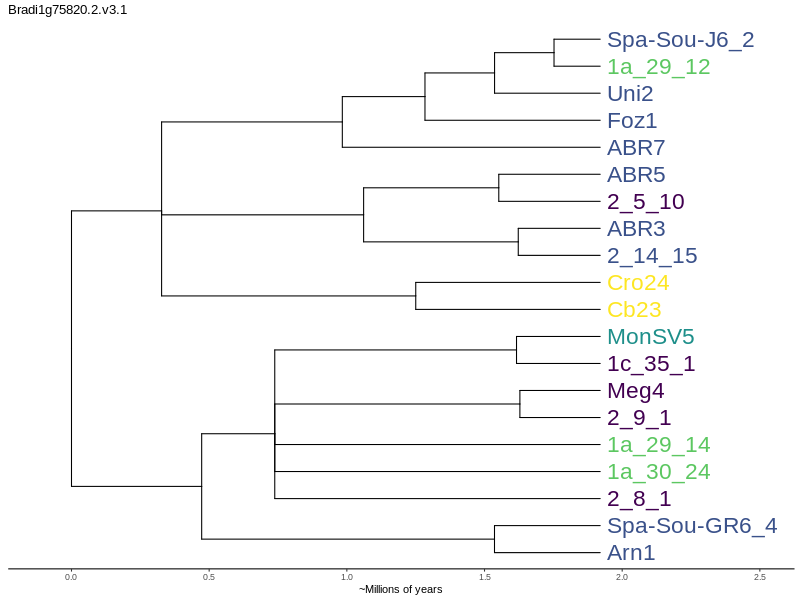 Bradi1g75820.2.v3.1
Spa-Sou-J6_2
1a_29_12
Uni2
Foz1
ABR7
ABR5
2_5_10
ABR3
2_14_15
Cro24
Cb23
MonSV5
1c_35_1
Meg4
2_9_1
1a_29_14
1a_30_24
2_8_1
Spa-Sou-GR6_4
Arn1
0.0 0.5 1.0 1.5 2.0 2.5
~Millions of years